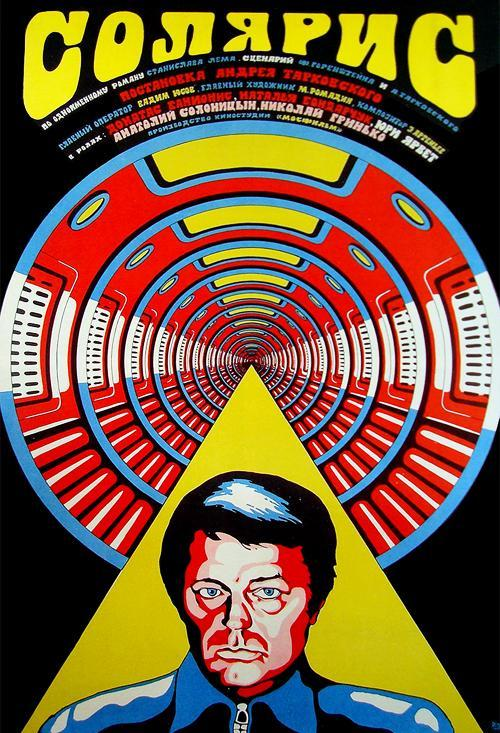 СОЛЯРИС
ПО ОДНОИМЕННОМУ РОМАНУ СТАНИСЛАВА ЛЕМА. СЦЕНАРИЙ Ф. ГОРЕНШТЕЙНА И А. ТАРКОВСКОГО
ПОСТАНОВКА АНДРЕЯ ТАРКОВСКОГО
ГЛАВНЫЙ ОПЕРАТОР ВАДИМ ЮСОВ. ГЛАВНЫЙ ХУДОЖНИК М. РОМАДИН. КОМПОЗИТОР Э. АРТЕМЬЕВ
В РОЛЯХ: ДОНАТАС БАНИОНИС, НАТАЛЬЯ БОНДАРЧУК, ЮРИ ЯРВЕТ
АНАТОЛИЙ СОЛОНИЦЫН, НИКОЛАЙ ГРИНЬКО
ПРОИЗВОДСТВО КИНОСТУДИИ «МОСФИЛЬМ»